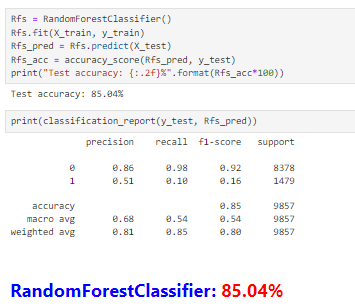 Rfs = RandomForestClassifier()
Rfs.fit(X_train, y_train)
Rfs_pred = Rfs.predict(X_test)
Rfs_acc = accuracy_score(Rfs_pred, y_test)
print("Test accuracy: {:.2f}%".format(Rfs_acc*100))
Test accuracy: 85.04%
print(classification_report(y_test, Rfs_pred))
precision recall f1-score support
0 0.86 0.98 0.92 8378
1 0.51 0.10 0.16 1479
accuracy 0.85 9857
macro avg 0.68 0.54 0.54 9857
weighted avg 0.81 0.85 0.80 9857
RandomForestClassifier: 85.04%